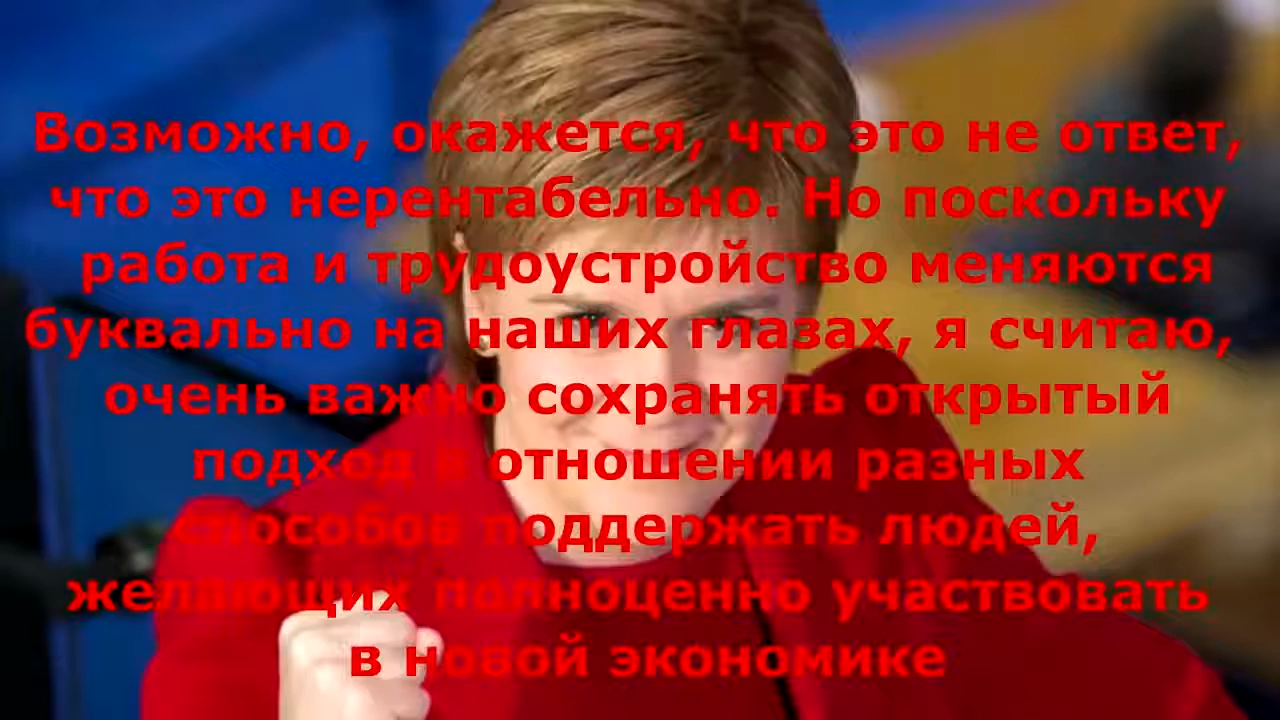 Возможно, окажется, что это не ответ,
что это нерентабельно. Но поскольку
работа и трудоустройство меняются
буквально на наших глазах, я считаю,
очень важно сохранять открытый
подход в отношении разных
способов поддержать людей,
желающих полноценно участвовать
в новой экономике